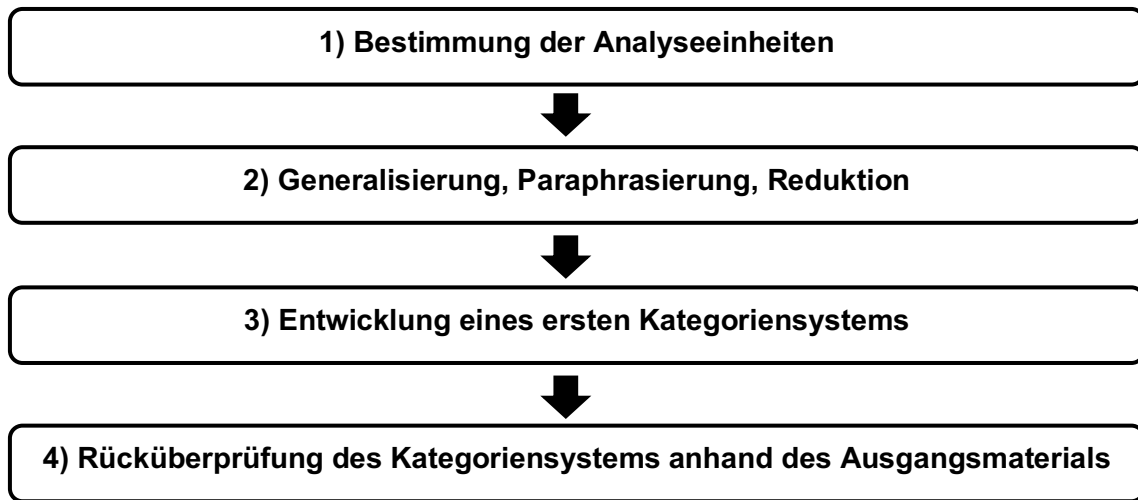 1) Bestimmung der Analyseeinheiten
2) Generalisierung, Paraphrasierung, Reduktion
3) Entwicklung eines ersten Kategoriensystems
4) Rücküberprüfung des Kategoriensystems anhand des Ausgangsmaterials